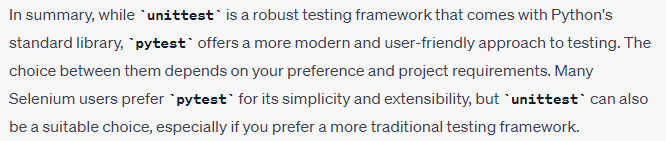 In summary, while `unittest` is a robust testing framework that comes with Python's
standard library, `pytest` offers a more modern and user-friendly approach to testing. The
choice between them depends on your preference and project requirements. Many
Selenium users prefer `pytest` for its simplicity and extensibility, but `unittest` can also
be a suitable choice, especially if you prefer a more traditional testing framework.